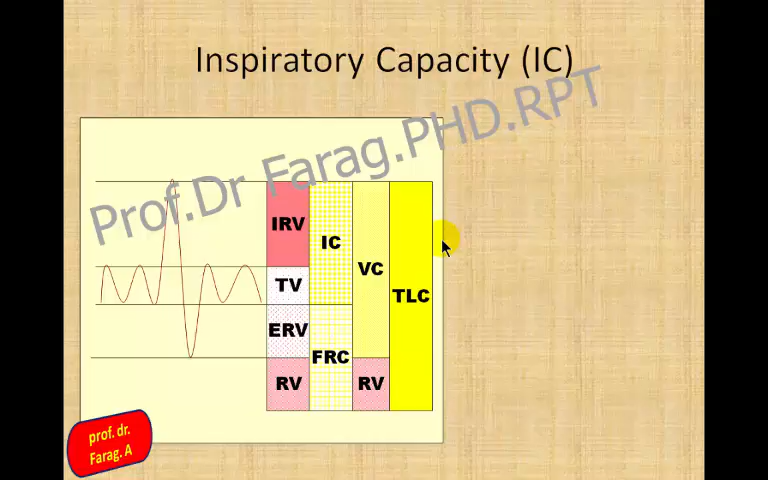 Inspiratory Capacity (IC)
Prof.Dr Farag.PHD.RPT
IRV
IC
VC
TLC
TV
ERV
FRC
RV
RV
prof. dr.
Farag. A